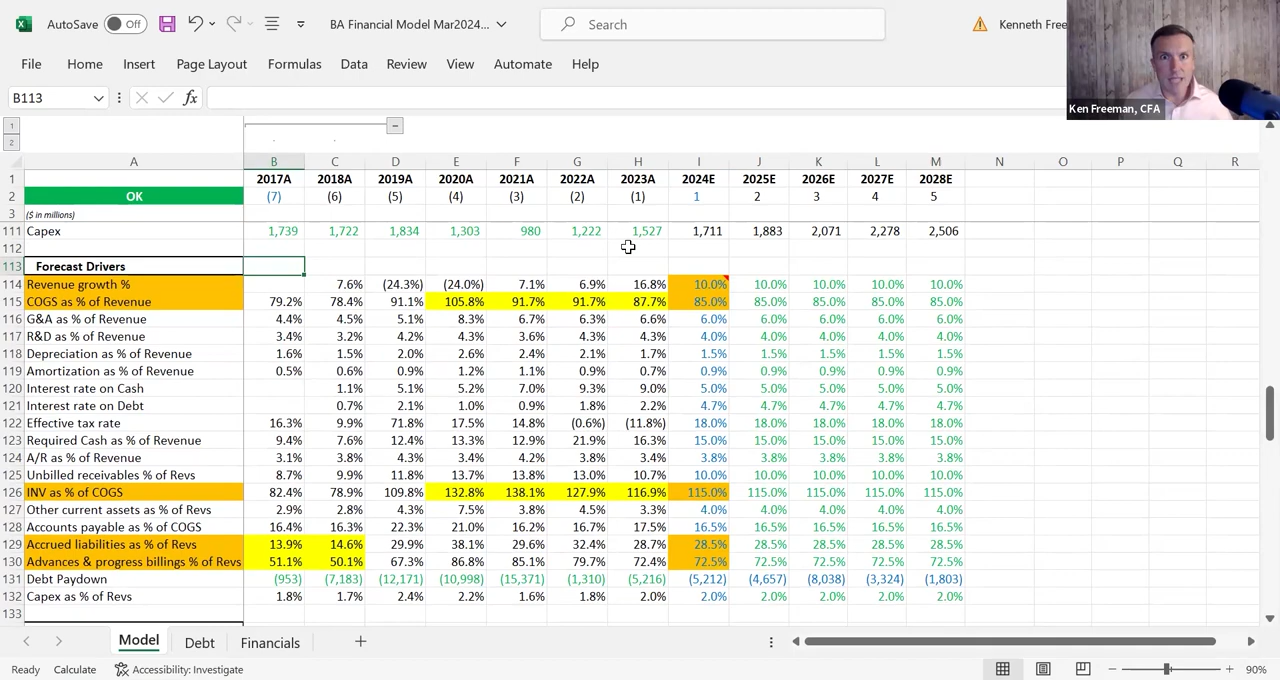 AutoSave Off BA Financial Model Mar2024... Search Kenneth Free
File Home Insert Page Layout Formulas Data Review View Automate Help
Ken Freeman, CFA
B113 fx
1
2
A B C D E F G H I J K L M N O P Q R
1 2017A 2018A 2019A 2020A 2021A 2022A 2023A 2024E 2025E 2026E 2027E 2028E
2 OK (7) (6) (5) (4) (3) (2) (1) 1 2 3 4 5
3 ($ in millions)
111 Capex 1,739 1,722 1,834 1,303 980 1,222 1,527 1,711 1,883 2,071 2,278 2,506
112
113 Forecast Drivers
114 Revenue growth % 7.6% (24.3%) (24.0%) 7.1% 6.9% 16.8% 10.0% 10.0% 10.0% 10.0% 10.0%
115 COGS as % of Revenue 79.2% 78.4% 91.1% 105.8% 91.7% 91.7% 87.7% 85.0% 85.0% 85.0% 85.0% 85.0%
116 G&A as % of Revenue 4.4% 4.5% 5.1% 8.3% 6.7% 6.3% 6.6% 6.0% 6.0% 6.0% 6.0% 6.0%
117 R&D as % of Revenue 3.4% 3.2% 4.2% 4.3% 3.6% 4.3% 4.3% 4.0% 4.0% 4.0% 4.0% 4.0%
118 Depreciation as % of Revenue 1.6% 1.5% 2.0% 2.6% 2.4% 2.1% 1.7% 1.5% 1.5% 1.5% 1.5% 1.5%
119 Amortization as % of Revenue 0.5% 0.6% 0.9% 1.2% 1.1% 0.9% 0.7% 0.9% 0.9% 0.9% 0.9% 0.9%
120 Interest rate on Cash 1.1% 5.1% 5.2% 7.0% 9.3% 9.0% 5.0% 5.0% 5.0% 5.0% 5.0%
121 Interest rate on Debt 0.7% 2.1% 1.0% 0.9% 1.8% 2.2% 4.7% 4.7% 4.7% 4.7% 4.7%
122 Effective tax rate 16.3% 9.9% 71.8% 17.5% 14.8% (0.6%) (11.8%) 18.0% 18.0% 18.0% 18.0% 18.0%
123 Required Cash as % of Revenue 9.4% 7.6% 12.4% 13.3% 12.9% 21.9% 16.3% 15.0% 15.0% 15.0% 15.0% 15.0%
124 A/R as % of Revenue 3.1% 3.8% 4.3% 3.4% 4.2% 3.8% 3.4% 3.8% 3.8% 3.8% 3.8% 3.8%
125 Unbilled receivables % of Revs 8.7% 9.9% 11.8% 13.7% 13.8% 13.0% 10.7% 10.0% 10.0% 10.0% 10.0% 10.0%
126 INV as % of COGS 82.4% 78.9% 109.8% 132.8% 138.1% 127.9% 116.9% 115.0% 115.0% 115.0% 115.0% 115.0%
127 Other current assets as % of Revs 2.9% 2.8% 4.3% 7.5% 3.8% 4.5% 3.3% 4.0% 4.0% 4.0% 4.0% 4.0%
128 Accounts payable as % of COGS 16.4% 16.3% 22.3% 21.0% 16.2% 16.7% 17.5% 16.5% 16.5% 16.5% 16.5% 16.5%
129 Accrued liabilities as % of Revs 13.9% 14.6% 29.9% 38.1% 29.6% 32.4% 28.7% 28.5% 28.5% 28.5% 28.5% 28.5%
130 Advances & progress billings % of Revs 51.1% 50.1% 67.3% 86.8% 85.1% 79.7% 72.4% 72.5% 72.5% 72.5% 72.5% 72.5%
131 Debt Paydown (953) (7,183) (12,171) (10,998) (15,371) (1,310) (5,216) (5,212) (4,657) (8,038) (3,324) (1,803)
132 Capex as % of Revs 1.8% 1.7% 2.4% 2.2% 1.6% 1.8% 2.0% 2.0% 2.0% 2.0% 2.0% 2.0%
133
Model Debt Financials
Ready Calculate Accessibility: Investigate 90%